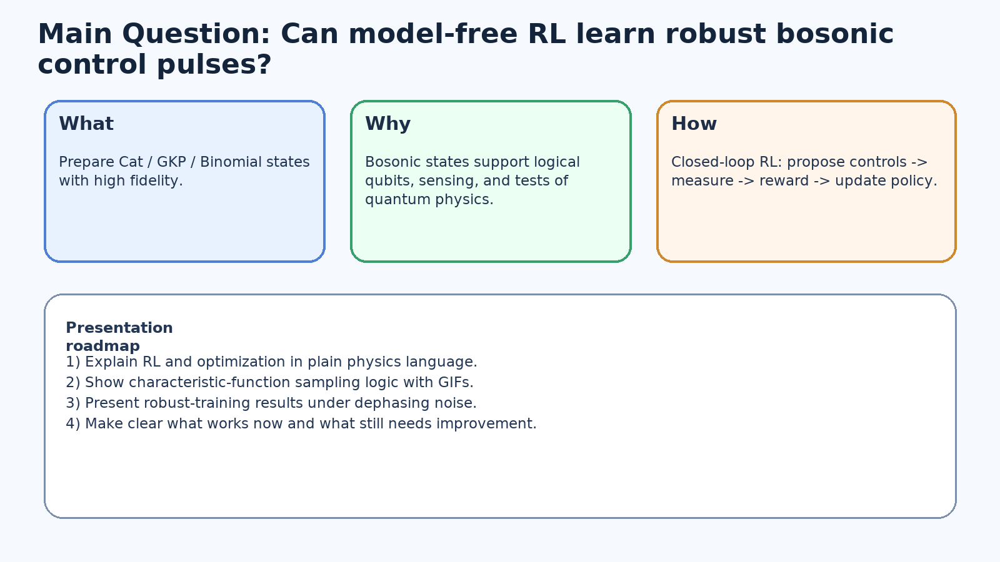 Main Question: Can model-free RL learn robust bosonic
control pulses?
What
Prepare Cat / GKP / Binomial states
with high fidelity.
Why
Bosonic states support logical
qubits, sensing, and tests of
quantum physics.
How
Closed-loop RL: propose controls ->
measure -> reward -> update policy.
Presentation
roadmap
1) Explain RL and optimization in plain physics language.
2) Show characteristic-function sampling logic with GIFs.
3) Present robust-training results under dephasing noise.
4) Make clear what works now and what still needs improvement.